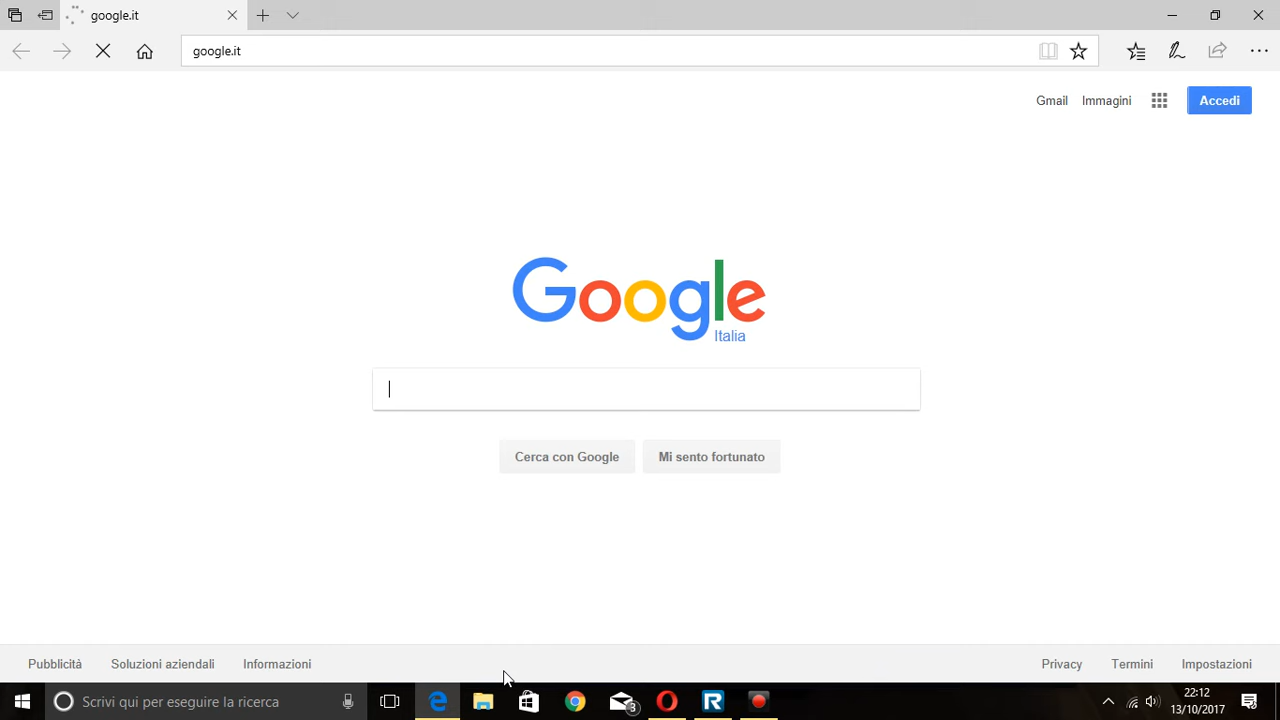 google.it
google.it
Gmail Immagini Accedi
Google
Italia
Cerca con Google Mi sento fortunato
Pubblicità Soluzioni aziendali Informazioni Privacy Termini Impostazioni
Scrivi qui per eseguire la ricerca 3 R 22:12
13/10/2017